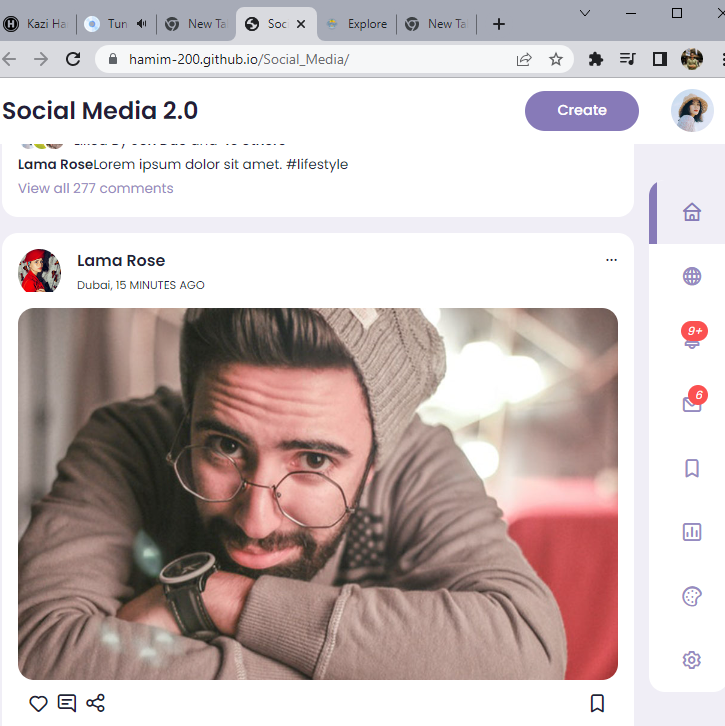 Kazi Ha
Tun
New Ta
Soc
Explore
New Ta
hamim-200.github.io/Social_Media/
Social Media 2.0
Create
Lama RoseLorem ipsum dolor sit amet. #lifestyle
View all 277 comments
Lama Rose
Dubai, 15 MINUTES AGO
9+
6